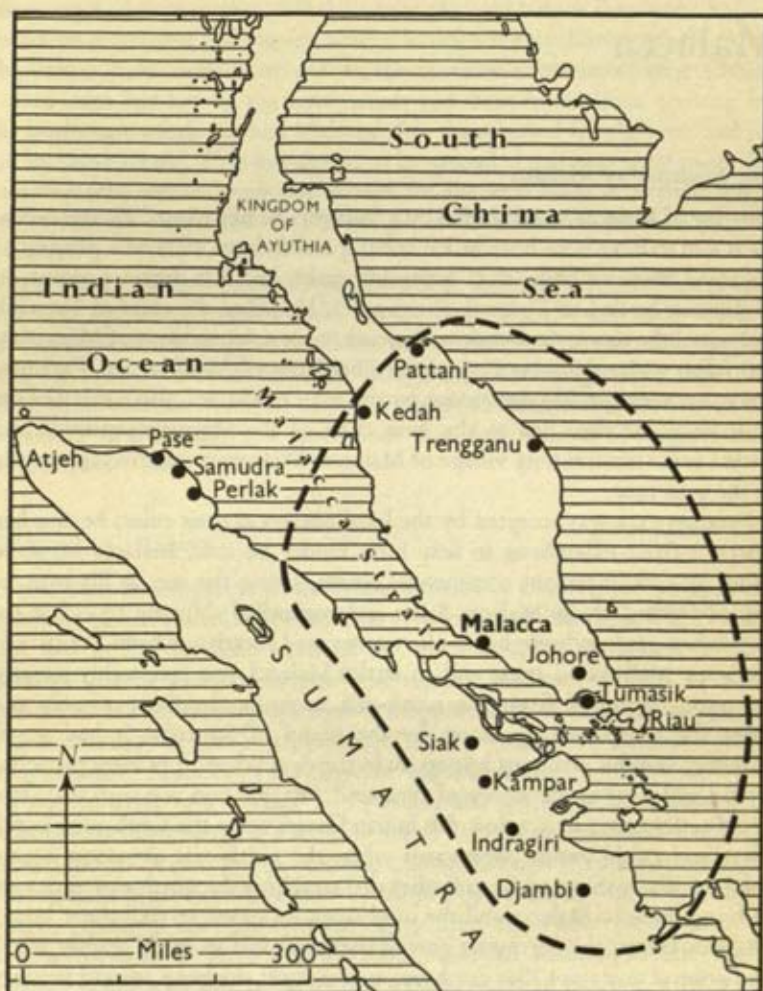 South
China
Sea
KINGDOM
OF
AYUTHIA
Indian
Ocean
Pattani
Kedah
Trengganu
Atjeh
Pase
Samudra
Perlak
Malacca Strait
Malacca
Johore
Tumasik
Riau
SUMATRA
Siak
Kampar
Indragiri
Djambi
N
0 Miles 300